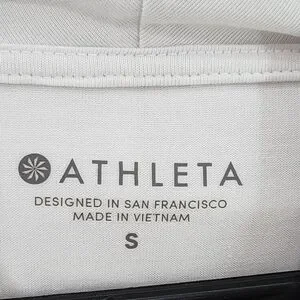 ATHLETA
DESIGNED IN SAN FRANCISCO
MADE IN VIETNAM
S